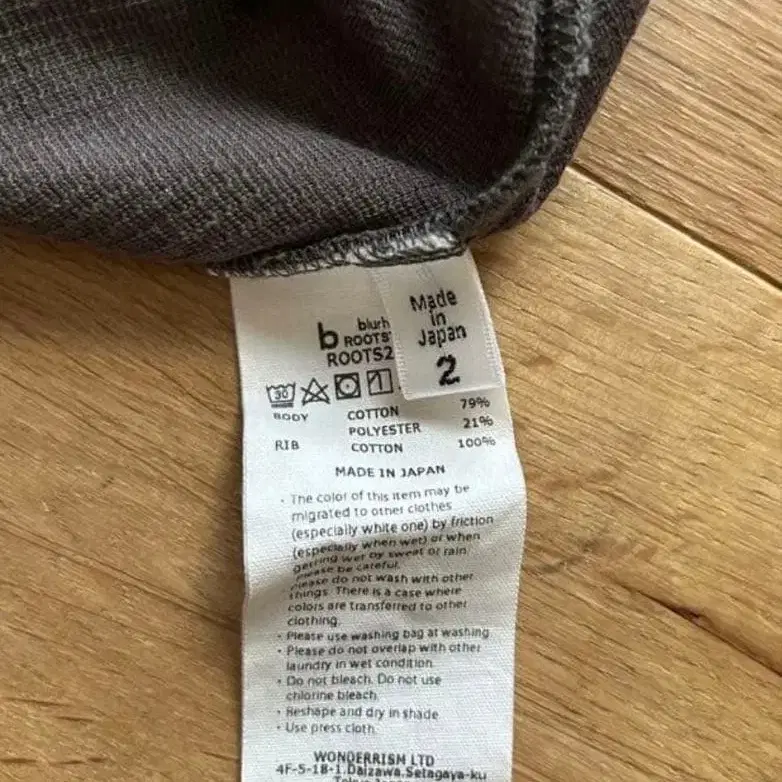 Made
in
Japan
2
b blurh
ROOTS
ROOTS2
30
BODY COTTON 79%
POLYESTER 21%
RIB COTTON 100%
MADE IN JAPAN
· The color of this item may be
migrated to other clothes
(especially white one) by friction
(especially when wet) or when
getting wet by sweat or rain.
Please be careful.
· Please do not wash with other
things. There is a case where
colors are transferred to other
clothing.
· Please use washing bag at washing
· Please do not overlap with other
laundry in wet condition.
· Do not bleach. Do not use
chlorine bleach.
· Reshape and dry in shade
· Use press cloth.
WONDERRISM LTD
4F-5-18-1.Daizawa.Setagaya-ku